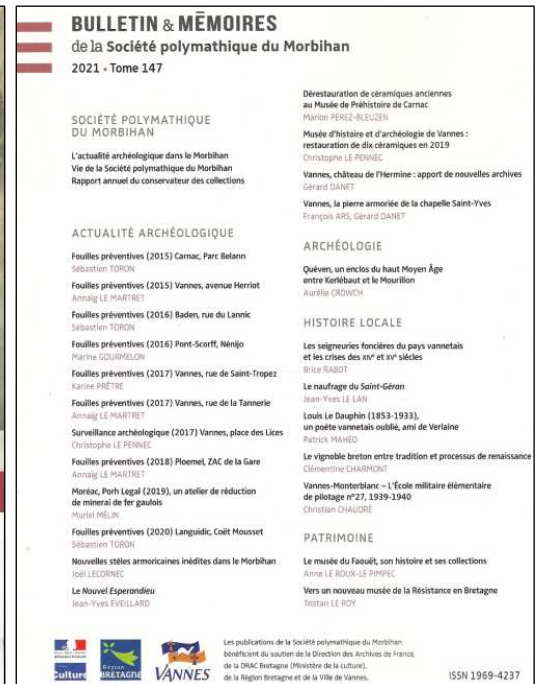 BULLETIN & MĒMOIRES
de la Société polymathique du Morbihan
2021 - Tome 147
SOCIÉTÉ POLYMATHIQUE
DU MORBIHAN
L'actualité archéologique dans le Morbihan
Vie de la Société polymathique du Morbihan
Rapport annuel du conservateur des collections
ACTUALITÉ ARCHÉOLOGIQUE
Fouilles préventives (2015) Carnac, Parc Belann
Sébastien TORON
Fouilles préventives (2015) Vannes, avenue Herriot
Annaïg LE MARTRET
Fouilles préventives (2016) Baden, rue du Lannic
Sébastien TORON
Fouilles préventives (2016) Pont-Scorff, Nénijo
Marine GOURMELON
Fouilles préventives (2017) Vannes, rue de Saint-Tropez
Karine PRÊTRE
Fouilles préventives (2017) Vannes, rue de la Tannerie
Annaïg LE MARTRET
Surveillance archéologique (2017) Vannes, place des Lices
Christophe LE PENNEC
Fouilles préventives (2018) Ploemel, ZAC de la Gare
Annaïg LE MARTRET
Moréac, Porh Legal (2019), un atelier de réduction
de minerai de fer gaulois
Muriel MÉLIN
Fouilles préventives (2020) Languidic, Coët Mousset
Sébastien TORON
Nouvelles stèles armoricaines inédites dans le Morbihan
Joël LECORNEC
Le Nouvel Esperandieu
Jean-Yves ÉVEILLARD
Dérestauration de céramiques anciennes
au Musée de Préhistoire de Carnac
Marion PÉREZ-BLEUZEN
Musée d'histoire et d'archéologie de Vannes :
restauration de dix céramiques en 2019
Christophe LE PENNEC
Vannes, château de l'Hermine : apport de nouvelles archives
Gérard DANET
Vannes, la pierre armoriée de la chapelle Saint-Yves
François ARS, Gérard DANET
ARCHÉOLOGIE
Quéven, un enclos du haut Moyen Âge
entre Kerlébaut et le Mourillon
Aurélia CROWCH
HISTOIRE LOCALE
Les seigneuries foncières du pays vannetais
et les crises des XIVe et XVe siècles
Brice RABOT
Le naufrage du Saint-Géran
Jean-Yves LE LAN
Louis Le Dauphin (1853-1933),
un poète vannetais oublié, ami de Verlaine
Patrick MAHÉO
Le vignoble breton entre tradition et processus de renaissance
Clémentine CHARMONT
Vannes-Monterblanc – L'École militaire élémentaire
de pilotage n°27, 1939-1940
Christian CHAUDRÉ
PATRIMOINE
Le musée du Faouët, son histoire et ses collections
Anne LE ROUX-LE PIMPEC
Vers un nouveau musée de la Résistance en Bretagne
Tristan LE ROY
Culture
Région
BRETAGNE
VANNES
Les publications de la Société polymathique du Morbihan
bénéficient du soutien de la Direction des Archives de France,
de la DRAC Bretagne (Ministère de la culture),
de la Région Bretagne et de la Ville de Vannes.
ISSN 1969-4237